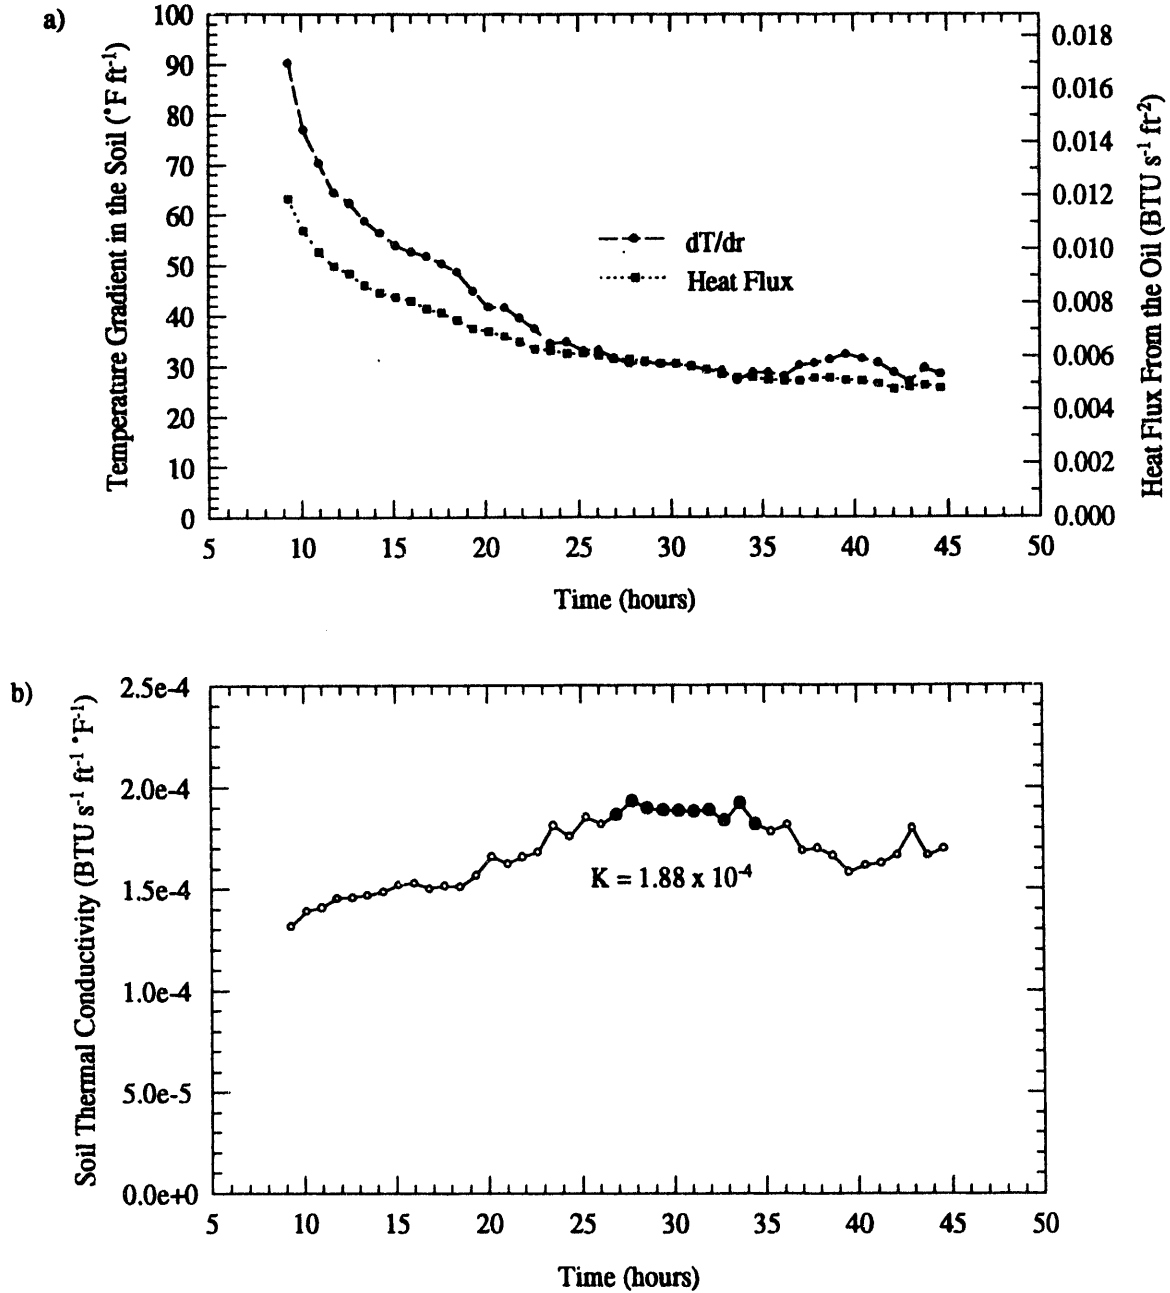 a)
Temperature Gradient in the Soil (°F ft-1)
100
90
80
70
60
50
40
30
20
10
0
0.018
0.016
0.014
0.012
0.010
0.008
0.006
0.004
0.002
0.000
Heat Flux From the Oil (BTU s-1 ft-2)
dT/dr
Heat Flux
5 10 15 20 25 30 35 40 45 50
Time (hours)
b)
Soil Thermal Conductivity (BTU s-1 ft-1 °F-1)
2.5e-4
2.0e-4
1.5e-4
1.0e-4
5.0e-5
0.0e+0
K = 1.88 x 10-4
5 10 15 20 25 30 35 40 45 50
Time (hours)